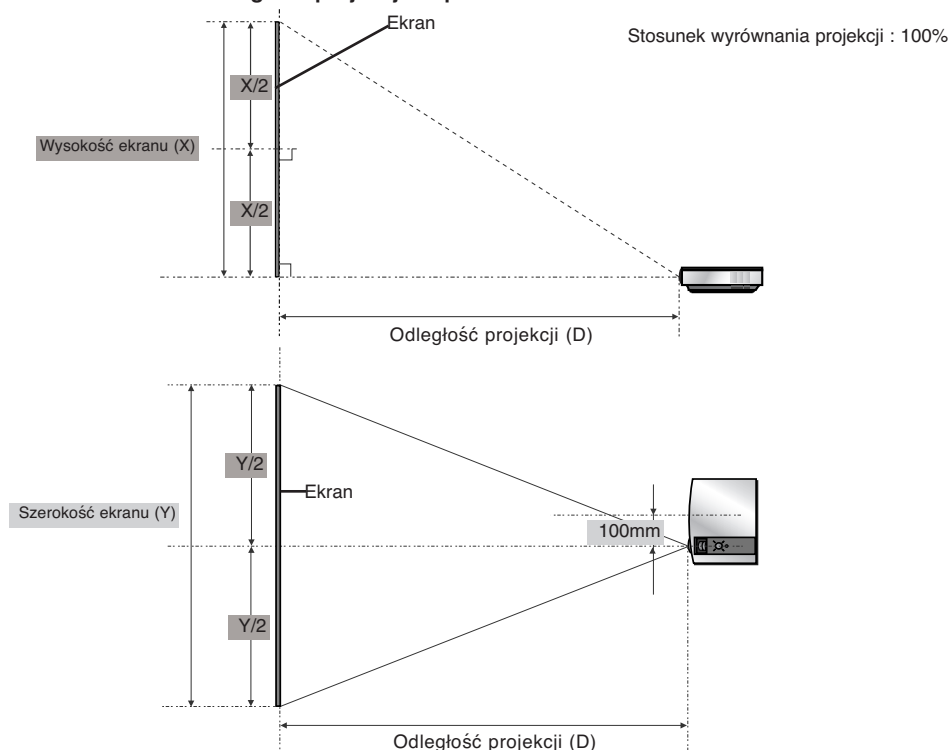 Ekran
Stosunek wyrównania projekcji : 100%
X/2
Wysokość ekranu (X)
X/2
Odległość projekcji (D)
Y/2
Ekran
Szerokość ekranu (Y)
100mm
Y/2
Odległość projekcji (D)